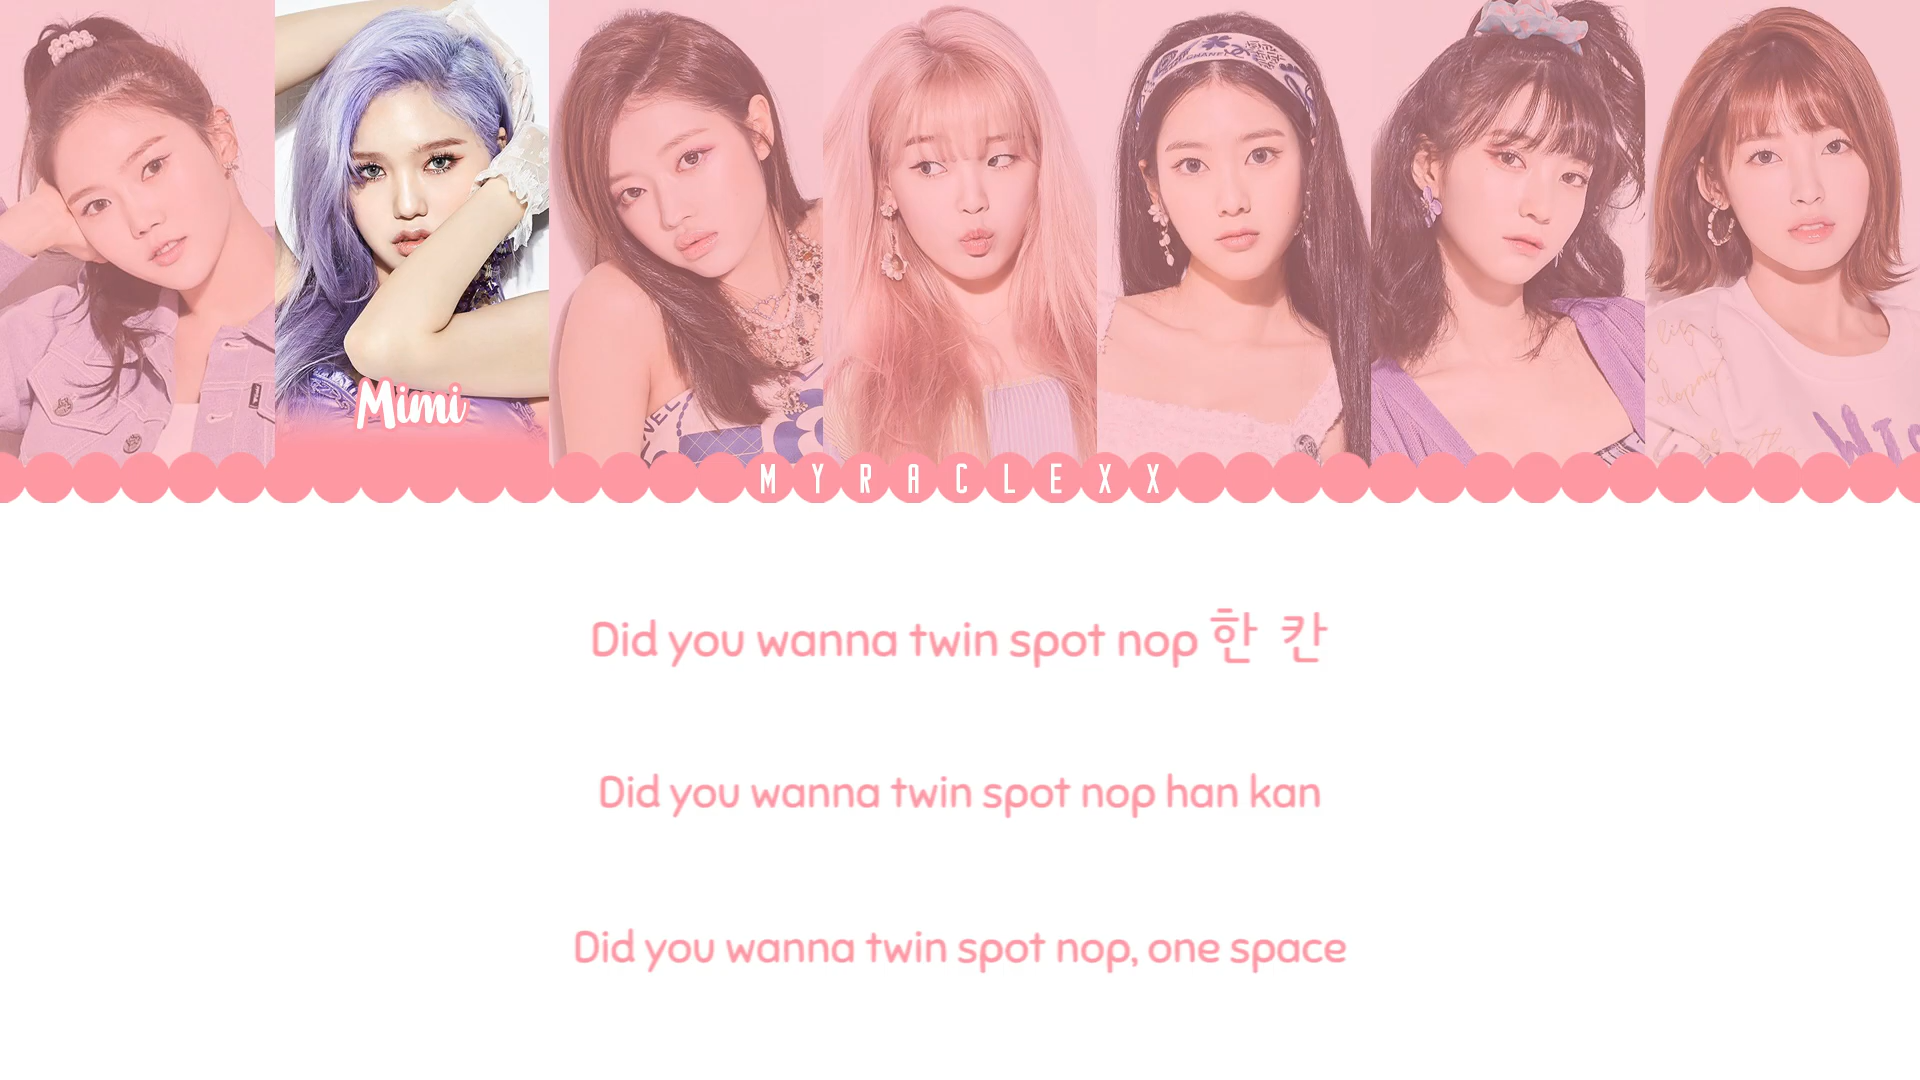 CHANEL
Mimi
MYRACLEXX
Did you wanna twin spot nop 한 칸
Did you wanna twin spot nop han kan
Did you wanna twin spot nop, one space